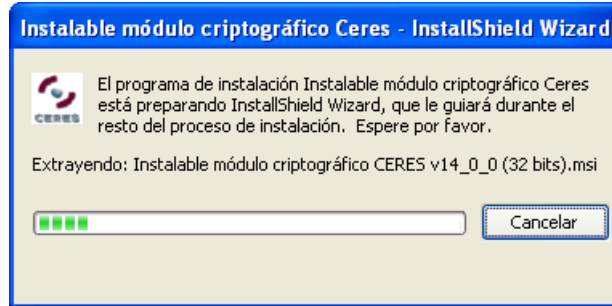 Instalable módulo criptográfico Ceres - InstallShield Wizard
El programa de instalación Instalable módulo criptográfico Ceres
está preparando InstallShield Wizard, que le guiará durante el
resto del proceso de instalación. Espere por favor.
CERES
Extrayendo: Instalable módulo criptográfico CERES v14_0_0 (32 bits).msi
Cancelar